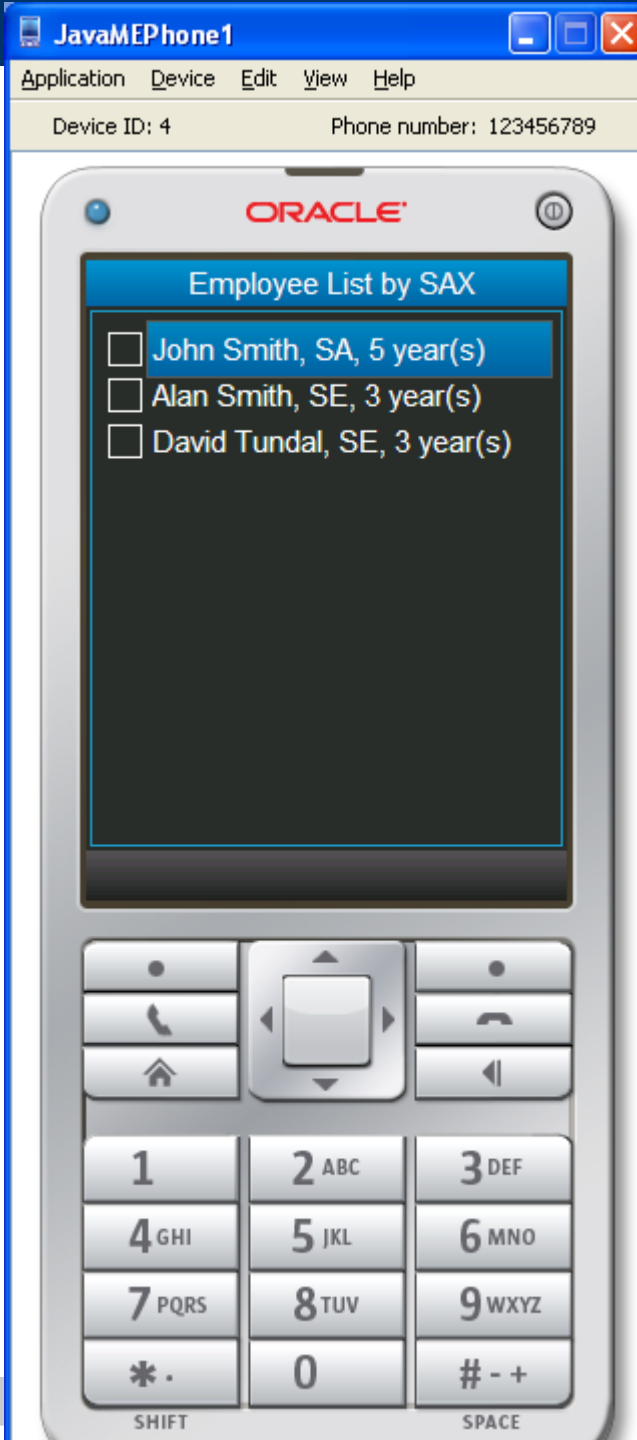 JavaMEPhone1
Application Device Edit View Help
Device ID: 4 Phone number: 123456789
ORACLE
Employee List by SAX
John Smith, SA, 5 year(s)
Alan Smith, SE, 3 year(s)
David Tundal, SE, 3 year(s)
1 2 ABC 3 DEF
4 GHI 5 JKL 6 MNO
7 PQRS 8 TUV 9 WXYZ
* . 0 # - +
SHIFT SPACE